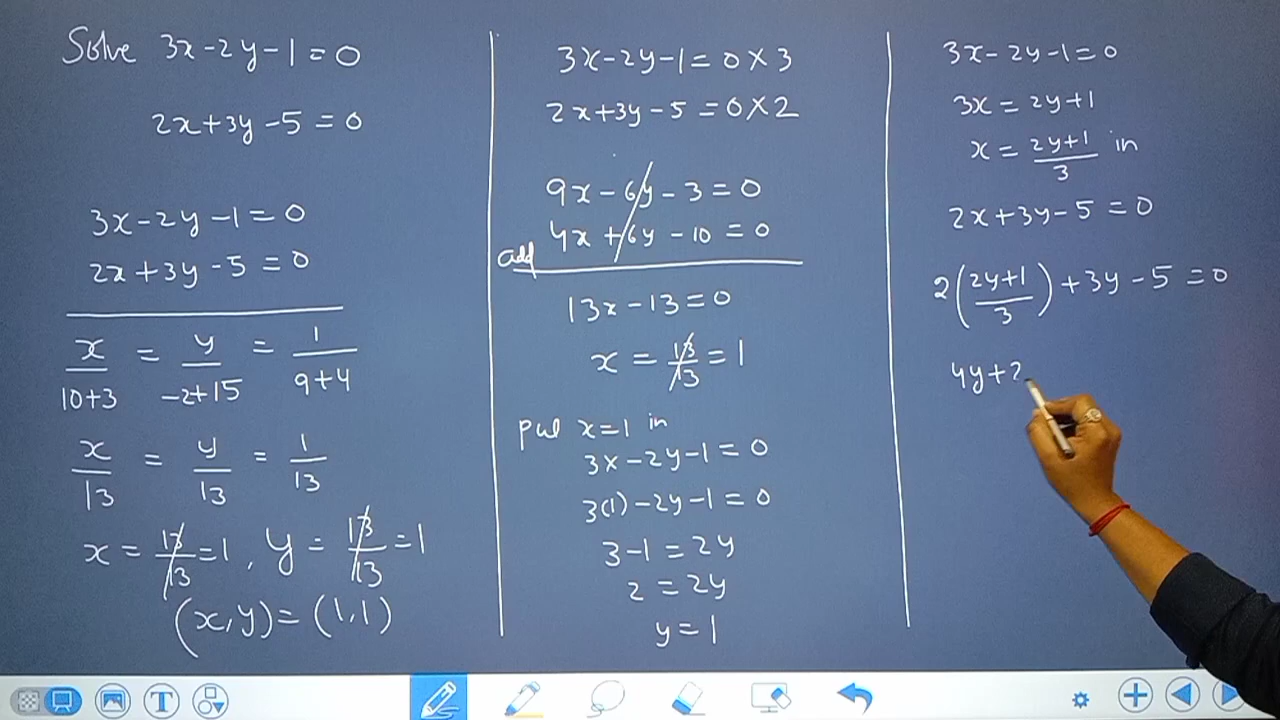 Solve 3x-2y-1=0
2x+3y-5=0
3x-2y-1=0
2x+3y-5=0
x/10+3 = y/-2+15 = 1/9+4
x/13 = y/13 = 1/13
x = 13/13 = 1, y = 13/13 = 1
(x,y) = (1,1)
3x-2y-1=0×3
2x+3y-5=0×2
9x-6y-3=0
4x+6y-10=0
add
13x-13=0
x = 13/13 = 1
put x=1 in
3x-2y-1=0
3(1)-2y-1=0
3-1=2y
2=2y
y=1
3x-2y-1=0
3x=2y+1
x = 2y+1/3 in
2x+3y-5=0
2(2y+1/3)+3y-5=0
4y+2
T